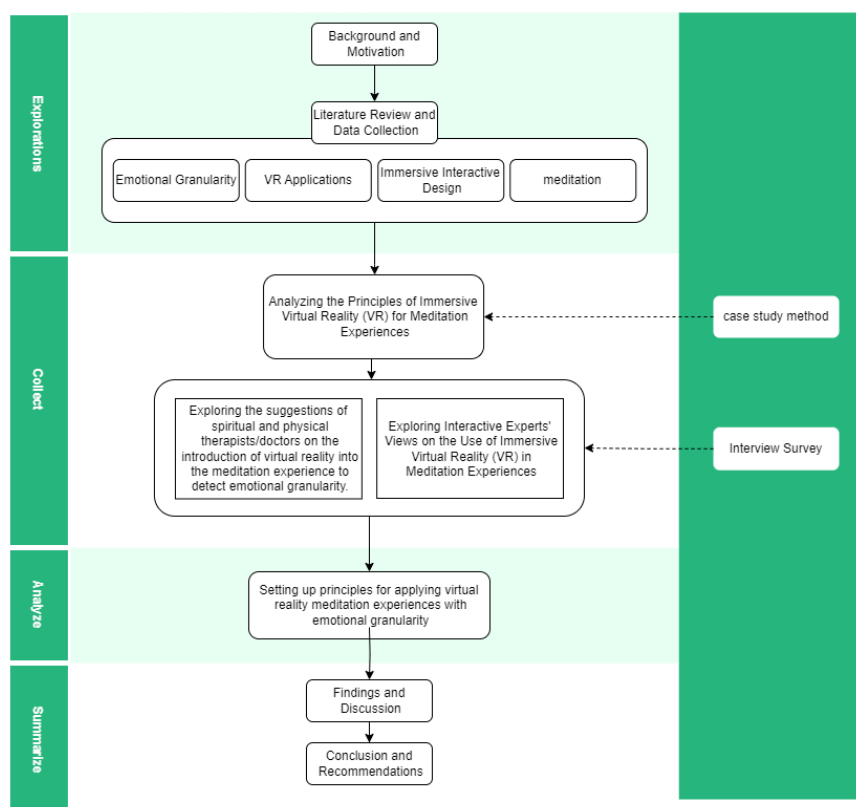 Explorations
Background and
Motivation
Literature Review and
Data Collection
Emotional Granularity
VR Applications
Immersive Interactive
Design
meditation
Collect
Analyzing the Principles of Immersive
Virtual Reality (VR) for Meditation
Experiences
case study method
Exploring the suggestions of
spiritual and physical
therapists/doctors on the
introduction of virtual reality into
the meditation experience to
detect emotional granularity.
Exploring Interactive Experts'
Views on the Use of Immersive
Virtual Reality (VR) in
Meditation Experiences
Interview Survey
Analyze
Setting up principles for applying virtual
reality meditation experiences with
emotional granularity
Summarize
Findings and
Discussion
Conclusion and
Recommendations